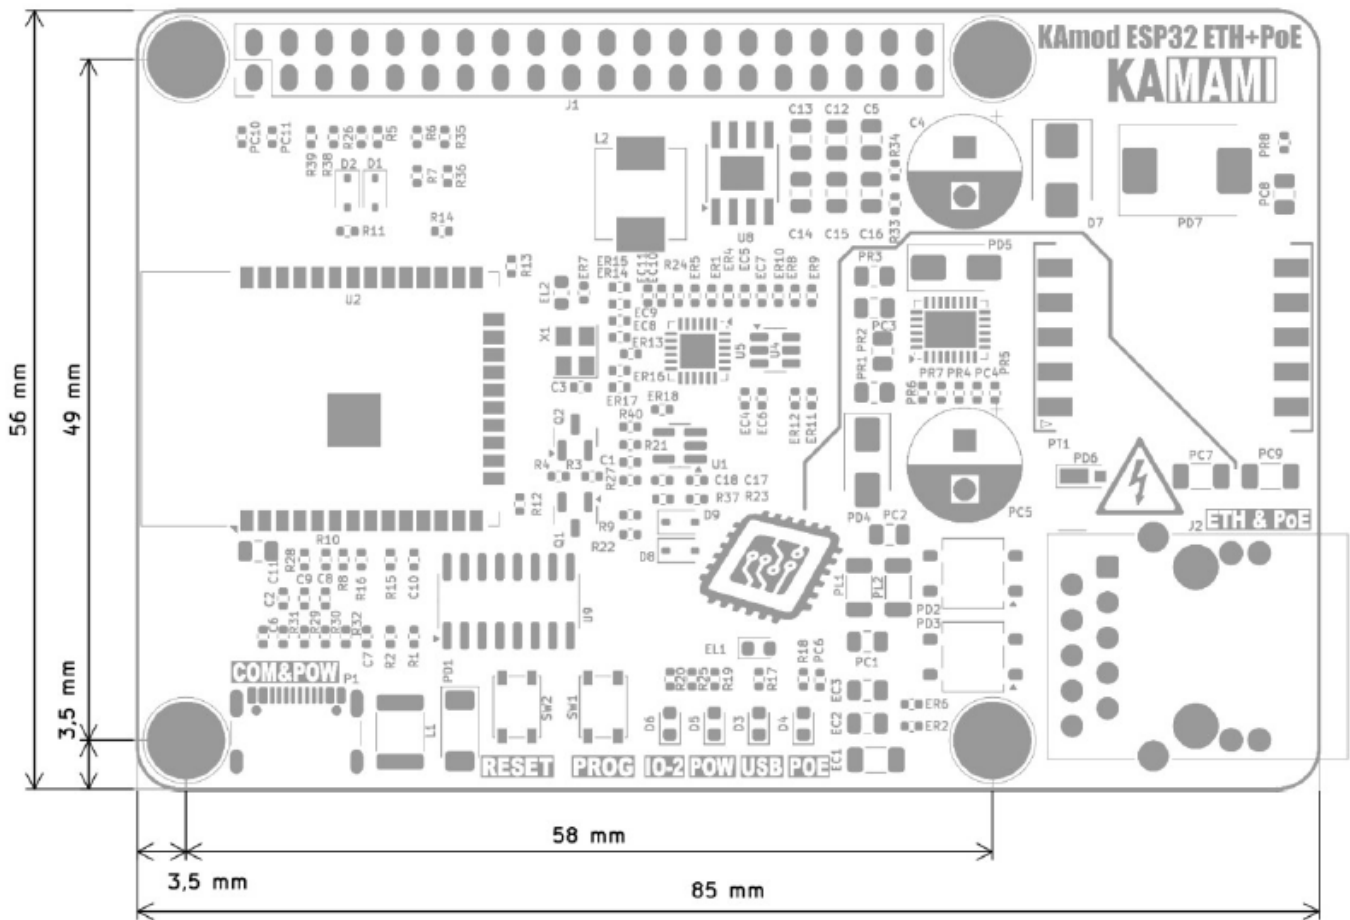 KAmod ESP32 ETH+PoE
KAMAMI
J1
C13 C12 C5
C4
PC10 PC11 R39 R38 R26 R5 R6 R35
D2 D1
R7 R36
L2
R34
PR8
PC8
R14
R11
U8
C14 C15 C16
R33
D7
PD7
PD5
R13
ER15
ER14
EC11
EC10
R24 ER5 ER1 ER4 EC5 EC7 ER10 ER8 ER9
PR3
U2
EL2
ER7
X1
EC9
EC8
ER13
U5
U4
PC3
PR2
PR1
ER16
C3
ER17
ER18
EC4 EC6 ER12 ER11
PR7 PR4 PC4
PR6
PR5
56 mm
49 mm
Q2
R40
R21
U1
PT1
PD6
PC7 PC9
R4 R3
C1
R27
C18 C17
R37 R23
R12
D9
PD4
PC5
PC2
Q1
R9
R22
D8
J2
ETH & PoE
R10
C11
R28
C9 C8 R8 R16 R15 C10
U9
PL1 PL2
PD2
PD3
C2
C6 R31 R29 R30 R32 C7 R2 R1
EL1
R18 PC6
PC1
COM&POW
P1
PD1
R20 R25 R19 R17
EC3
ER6
3,5 mm
L1
SW2 SW1
D6 D5 D3 D4
EC2
ER2
EC1
RESET PROG IO-2 POW USB POE
58 mm
3,5 mm
85 mm